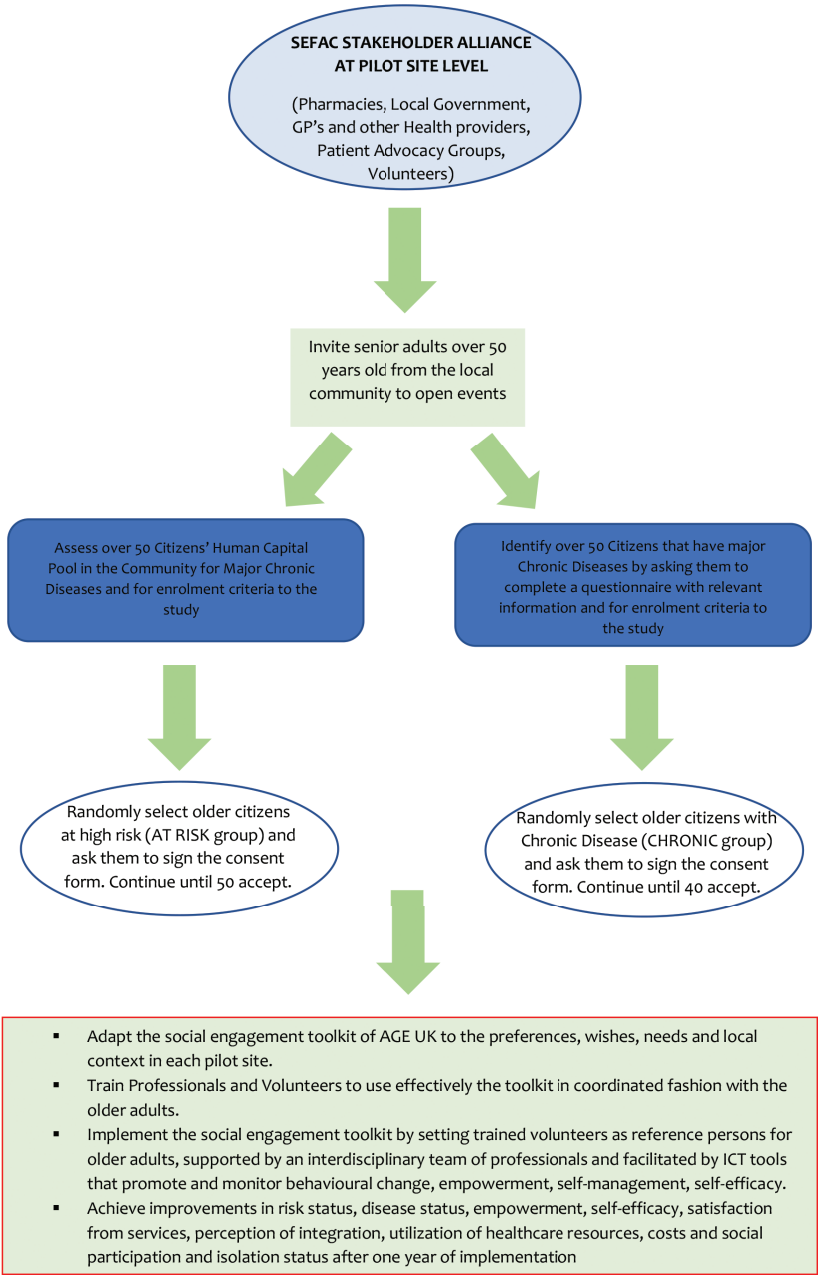 SEFAC STAKEHOLDER ALLIANCE
AT PILOT SITE LEVEL
(Pharmacies, Local Government,
GP's and other Health providers,
Patient Advocacy Groups,
Volunteers)
Invite senior adults over 50
years old from the local
community to open events
Assess over 50 Citizens' Human Capital
Pool in the Community for Major Chronic
Diseases and for enrolment criteria to the
study
Identify over 50 Citizens that have major
Chronic Diseases by asking them to
complete a questionnaire with relevant
information and for enrolment criteria to
the study
Randomly select older citizens
at high risk (AT RISK group) and
ask them to sign the consent
form. Continue until 50 accept.
Randomly select older citizens with
Chronic Disease (CHRONIC group)
and ask them to sign the consent
form. Continue until 40 accept.
▪ Adapt the social engagement toolkit of AGE UK to the preferences, wishes, needs and local
context in each pilot site.
▪ Train Professionals and Volunteers to use effectively the toolkit in coordinated fashion with the
older adults.
▪ Implement the social engagement toolkit by setting trained volunteers as reference persons for
older adults, supported by an interdisciplinary team of professionals and facilitated by ICT tools
that promote and monitor behavioural change, empowerment, self-management, self-efficacy.
▪ Achieve improvements in risk status, disease status, empowerment, self-efficacy, satisfaction
from services, perception of integration, utilization of healthcare resources, costs and social
participation and isolation status after one year of implementation